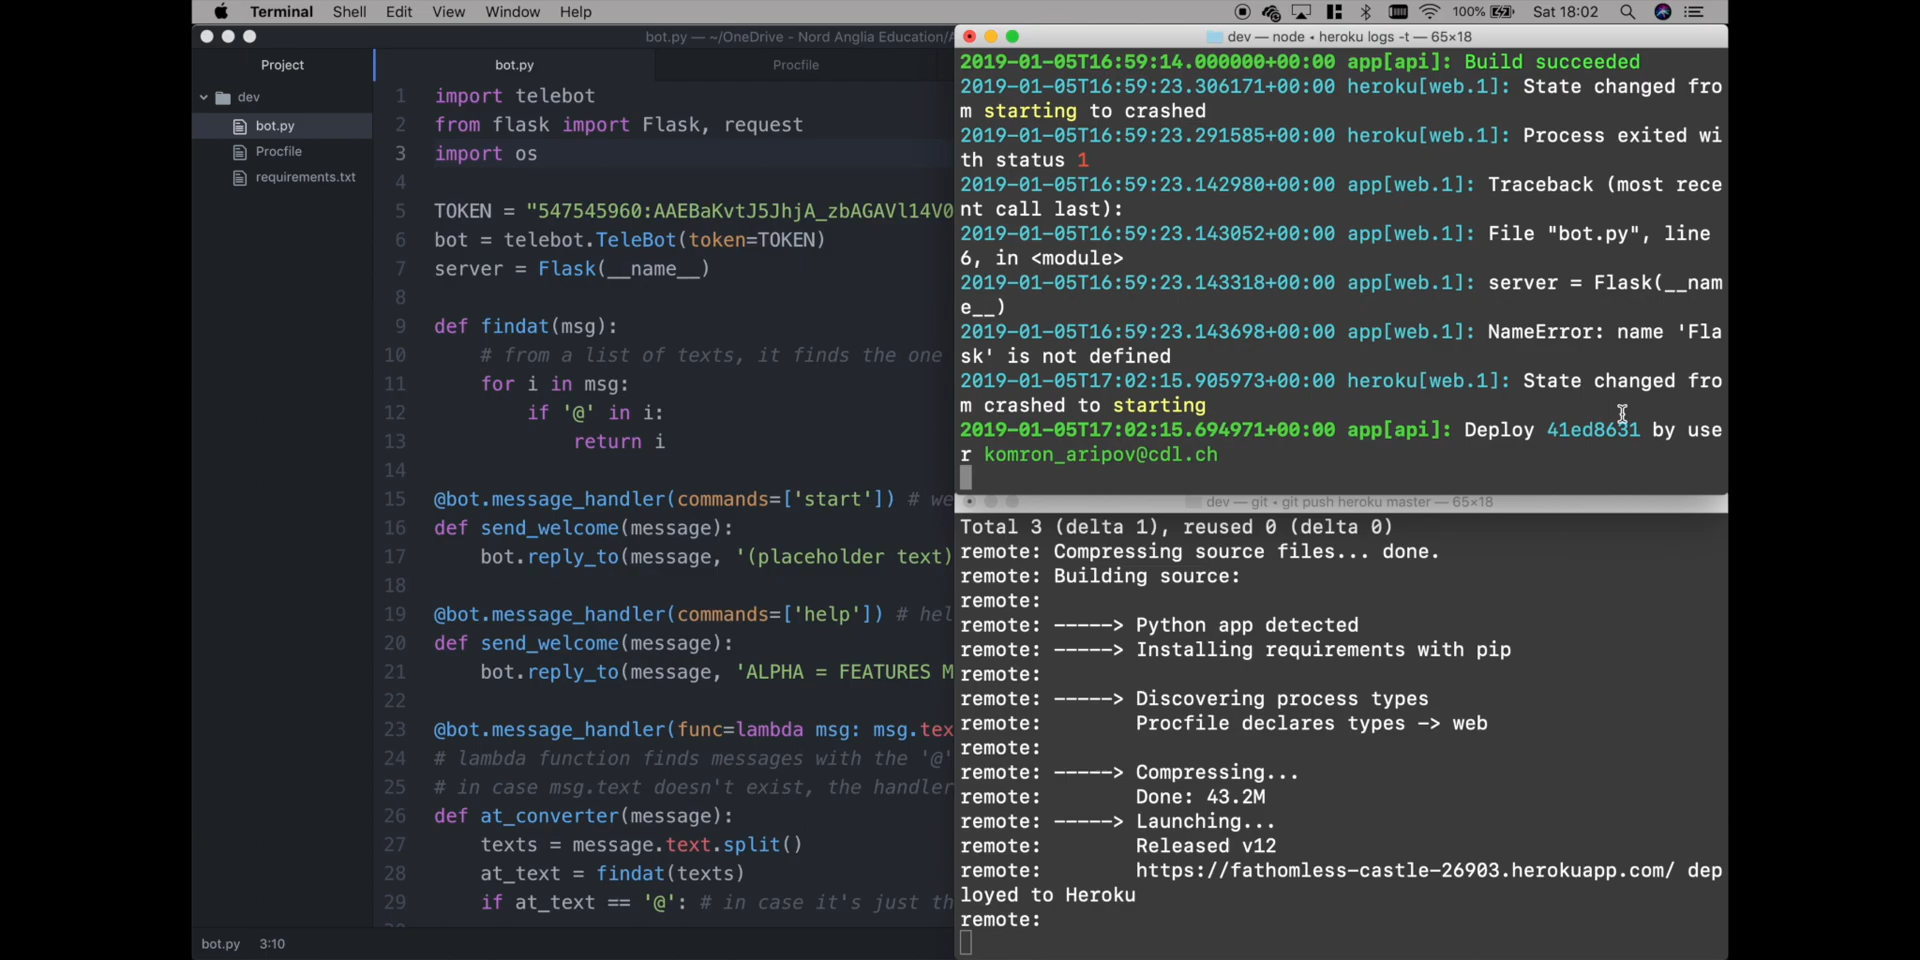 Terminal Shell Edit View Window Help 100% Sat 18:02
bot.py — ~/OneDrive - Nord Anglia Education/A
Project
bot.py
Procfile
dev
bot.py
Procfile
requirements.txt
1 import telebot
2 from flask import Flask, request
3 import os
4
5 TOKEN = "547545960:AAEBaKvtJ5JhjA_zbAGAVl14V0
6 bot = telebot.TeleBot(token=TOKEN)
7 server = Flask(__name__)
8
9 def findat(msg):
10 # from a list of texts, it finds the one
11 for i in msg:
12 if '@' in i:
13 return i
14
15 @bot.message_handler(commands=['start']) # we
16 def send_welcome(message):
17 bot.reply_to(message, '(placeholder text)
18
19 @bot.message_handler(commands=['help']) # hel
20 def send_welcome(message):
21 bot.reply_to(message, 'ALPHA = FEATURES M
22
23 @bot.message_handler(func=lambda msg: msg.tex
24 # lambda function finds messages with the '@'
25 # in case msg.text doesn't exist, the handler
26 def at_converter(message):
27 texts = message.text.split()
28 at_text = findat(texts)
29 if at_text == '@': # in case it's just th
bot.py 3:10
dev — node • heroku logs -t — 65×18
2019-01-05T16:59:14.000000+00:00 app[api]: Build succeeded
2019-01-05T16:59:23.306171+00:00 heroku[web.1]: State changed fro
m starting to crashed
2019-01-05T16:59:23.291585+00:00 heroku[web.1]: Process exited wi
th status 1
2019-01-05T16:59:23.142980+00:00 app[web.1]: Traceback (most rece
nt call last):
2019-01-05T16:59:23.143052+00:00 app[web.1]: File "bot.py", line
6, in <module>
2019-01-05T16:59:23.143318+00:00 app[web.1]: server = Flask(__nam
e__)
2019-01-05T16:59:23.143698+00:00 app[web.1]: NameError: name 'Fla
sk' is not defined
2019-01-05T17:02:15.905973+00:00 heroku[web.1]: State changed fro
m crashed to starting
2019-01-05T17:02:15.694971+00:00 app[api]: Deploy 41ed8631 by use
r komron_aripov@cdl.ch
dev — git • git push heroku master — 65×18
Total 3 (delta 1), reused 0 (delta 0)
remote: Compressing source files... done.
remote: Building source:
remote:
remote: -----> Python app detected
remote: -----> Installing requirements with pip
remote:
remote: -----> Discovering process types
remote: Procfile declares types -> web
remote:
remote: -----> Compressing...
remote: Done: 43.2M
remote: -----> Launching...
remote: Released v12
remote: https://fathomless-castle-26903.herokuapp.com/ dep
loyed to Heroku
remote: